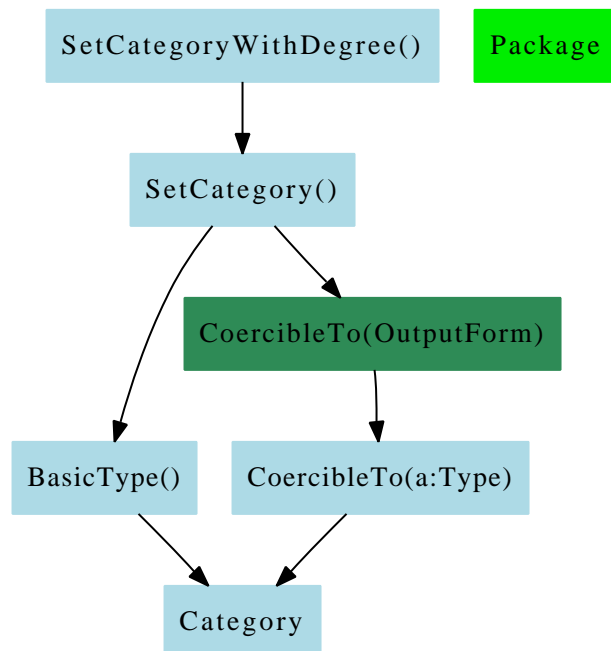 SetCategoryWithDegree()
Package
SetCategory()
CoercibleTo(OutputForm)
BasicType()
CoercibleTo(a:Type)
Category